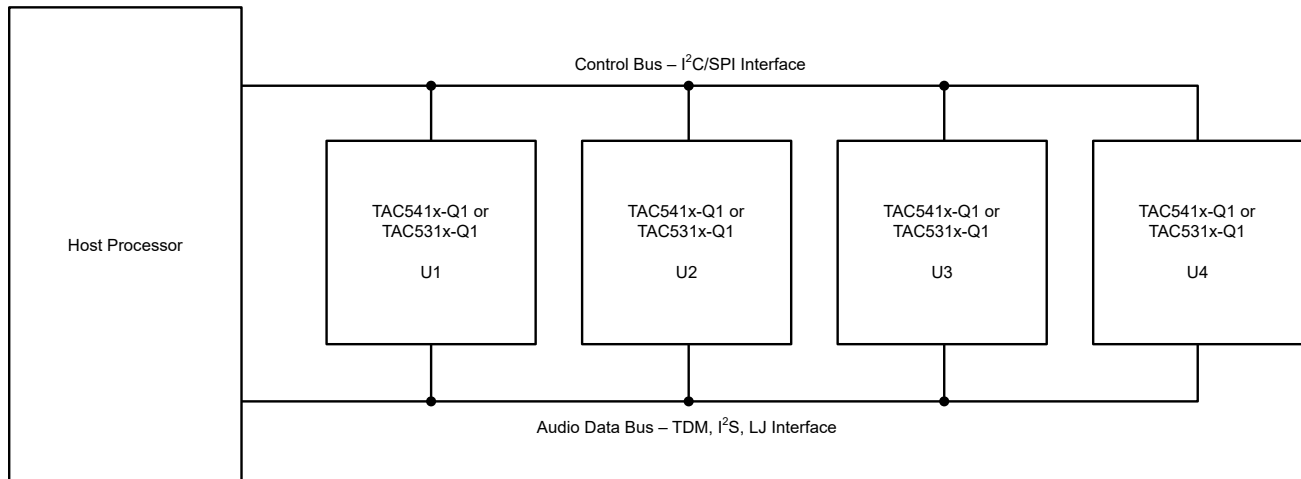 Control Bus – I²C/SPI Interface
Host Processor
TAC541x-Q1 or
TAC531x-Q1
U1
TAC541x-Q1 or
TAC531x-Q1
U2
TAC541x-Q1 or
TAC531x-Q1
U3
TAC541x-Q1 or
TAC531x-Q1
U4
Audio Data Bus – TDM, I²S, LJ Interface